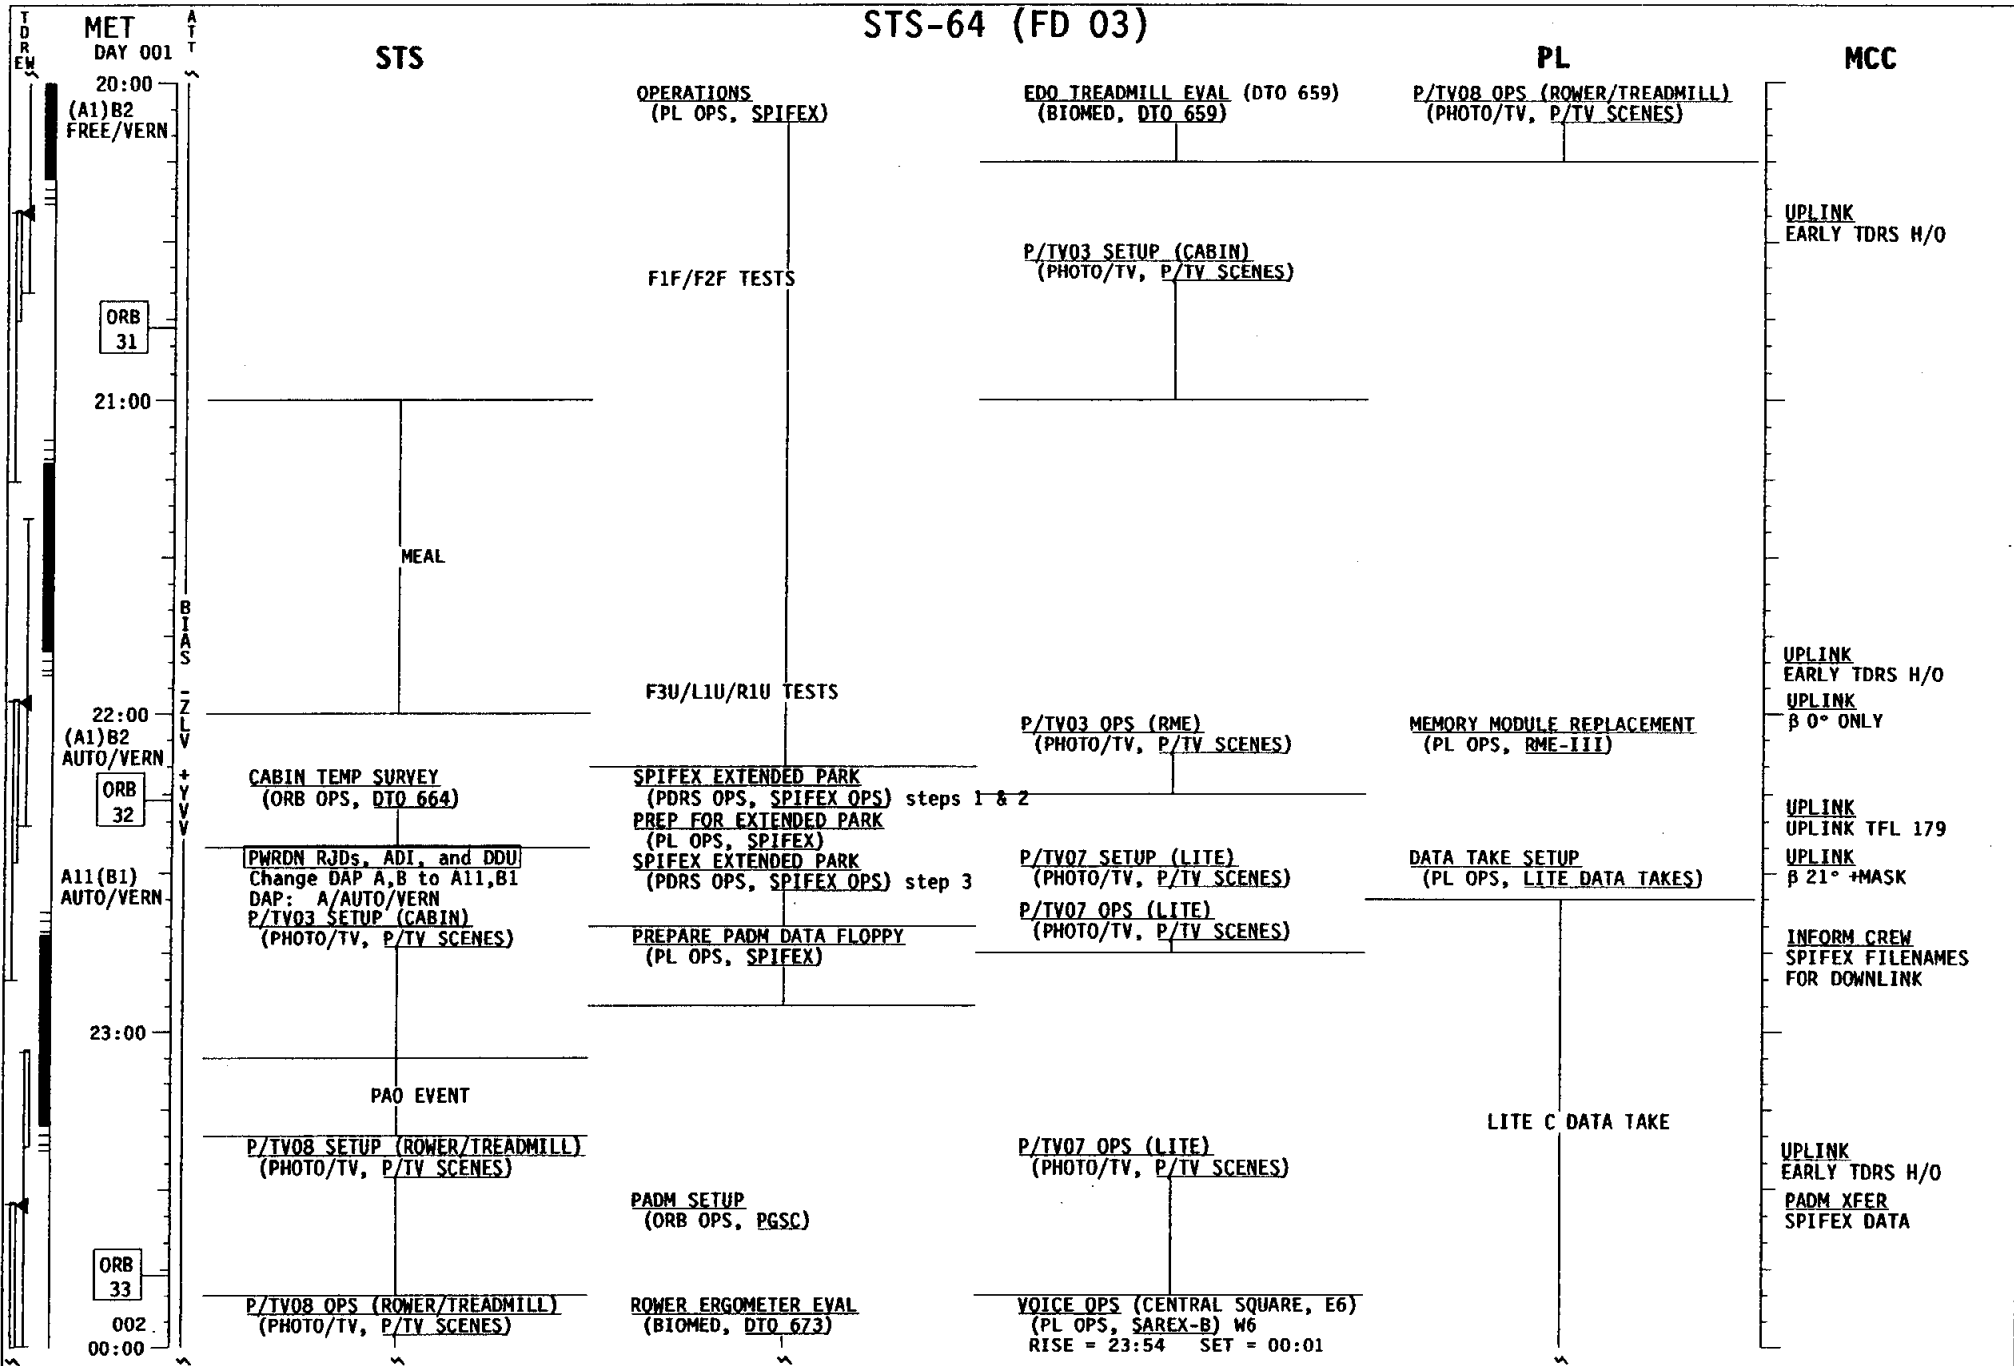 STS-64 (FD 03)
TDRE W
MET
DAY 001
ATT
STS
PL
MCC
20:00
(A1)B2
FREE/VERN
ORB
31
21:00
22:00
(A1)B2
AUTO/VERN
ORB
32
A11(B1)
AUTO/VERN
23:00
ORB
33
002
00:00
BIAS -ZLV +YVV
MEAL
CABIN TEMP SURVEY
(ORB OPS, DTO 664)
PWRDN RJDs, ADI, and DDU
Change DAP A,B to A11,B1
DAP: A/AUTO/VERN
P/TV03 SETUP (CABIN)
(PHOTO/TV, P/TV SCENES)
PAO EVENT
P/TV08 SETUP (ROWER/TREADMILL)
(PHOTO/TV, P/TV SCENES)
P/TV08 OPS (ROWER/TREADMILL)
(PHOTO/TV, P/TV SCENES)
OPERATIONS
(PL OPS, SPIFEX)
F1F/F2F TESTS
F3U/L1U/R1U TESTS
SPIFEX EXTENDED PARK
(PDRS OPS, SPIFEX OPS) steps 1 & 2
PREP FOR EXTENDED PARK
(PL OPS, SPIFEX)
SPIFEX EXTENDED PARK
(PDRS OPS, SPIFEX OPS) step 3
PREPARE PADM DATA FLOPPY
(PL OPS, SPIFEX)
PADM SETUP
(ORB OPS, PGSC)
ROWER ERGOMETER EVAL
(BIOMED, DTO 673)
EDO TREADMILL EVAL (DTO 659)
(BIOMED, DTO 659)
P/TV03 SETUP (CABIN)
(PHOTO/TV, P/TV SCENES)
P/TV03 OPS (RME)
(PHOTO/TV, P/TV SCENES)
P/TV07 SETUP (LITE)
(PHOTO/TV, P/TV SCENES)
P/TV07 OPS (LITE)
(PHOTO/TV, P/TV SCENES)
P/TV07 OPS (LITE)
(PHOTO/TV, P/TV SCENES)
VOICE OPS (CENTRAL SQUARE, E6)
(PL OPS, SAREX-B) W6
RISE = 23:54 SET = 00:01
P/TV08 OPS (ROWER/TREADMILL)
(PHOTO/TV, P/TV SCENES)
MEMORY MODULE REPLACEMENT
(PL OPS, RME-III)
DATA TAKE SETUP
(PL OPS, LITE DATA TAKES)
LITE C DATA TAKE
UPLINK
EARLY TDRS H/O
UPLINK
EARLY TDRS H/O
UPLINK
β 0° ONLY
UPLINK
UPLINK TFL 179
UPLINK
β 21° +MASK
INFORM CREW
SPIFEX FILENAMES
FOR DOWNLINK
UPLINK
EARLY TDRS H/O
PADM XFER
SPIFEX DATA